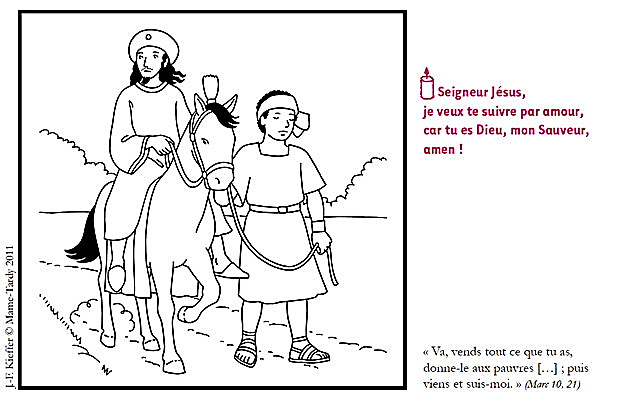 Seigneur Jésus,
je veux te suivre par amour,
car tu es Dieu, mon Sauveur,
amen !
« Va, vends tout ce que tu as,
donne-le aux pauvres […] ; puis
viens et suis-moi. » (Marc 10, 21)
J.-F. Kieffer © Mame-Tardy 2011